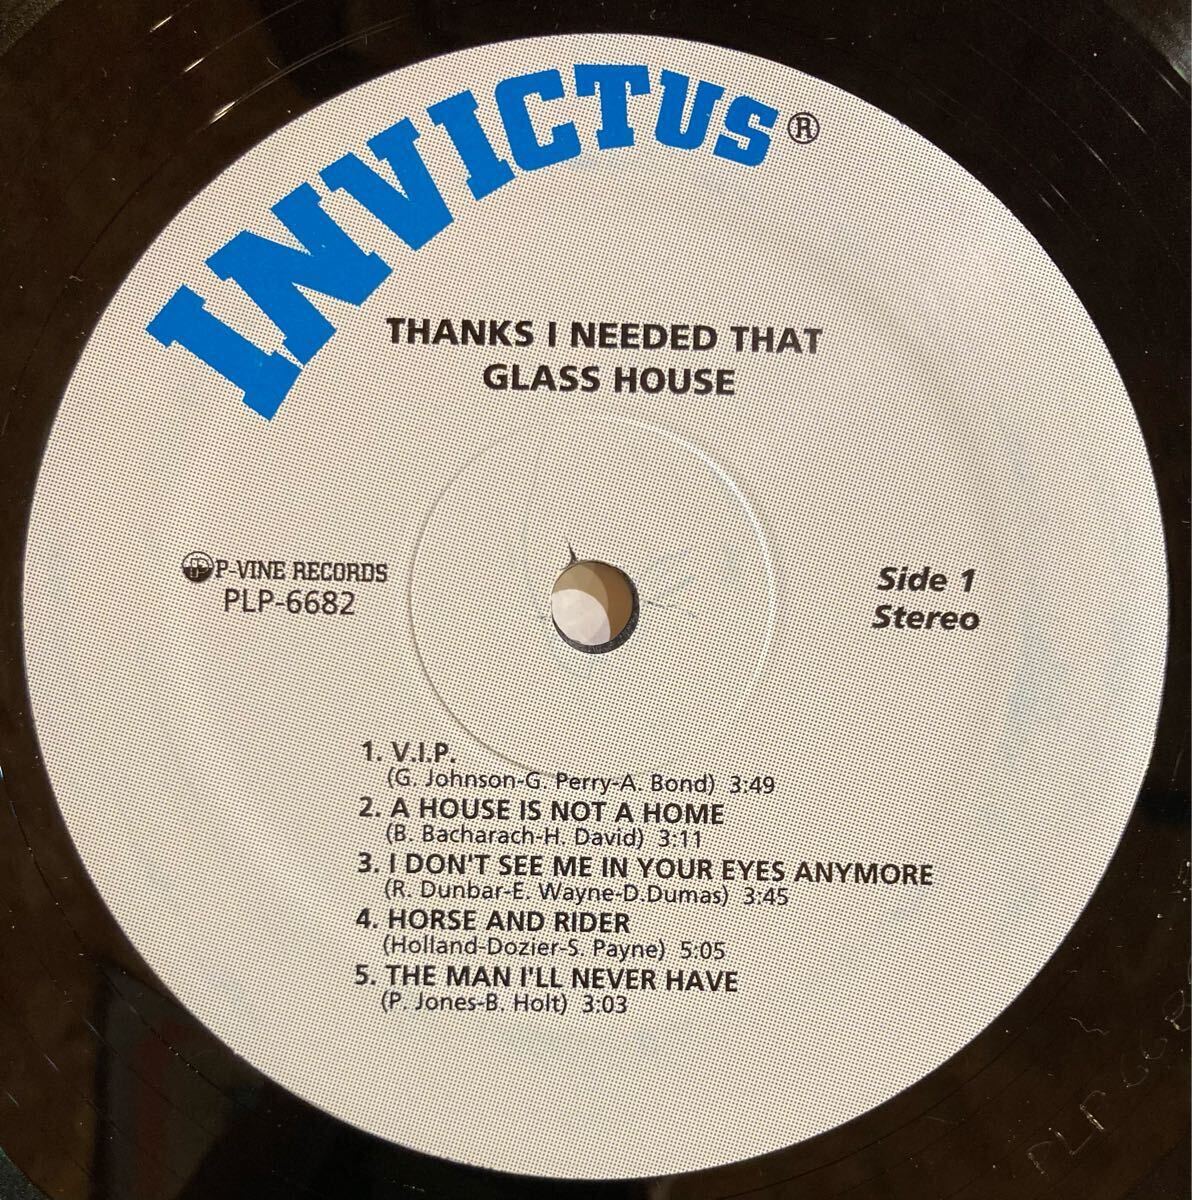 INVICTUS®
THANKS I NEEDED THAT
GLASS HOUSE
P-VINE RECORDS
PLP-6682
Side 1
Stereo
1. V.I.P.
(G. Johnson-G. Perry-A. Bond) 3:49
2. A HOUSE IS NOT A HOME
(B. Bacharach-H. David) 3:11
3. I DON'T SEE ME IN YOUR EYES ANYMORE
(R. Dunbar-E. Wayne-D.Dumas) 3:45
4. HORSE AND RIDER
(Holland-Dozier-S. Payne) 5:05
5. THE MAN I'LL NEVER HAVE
(P. Jones-B. Holt) 3:03